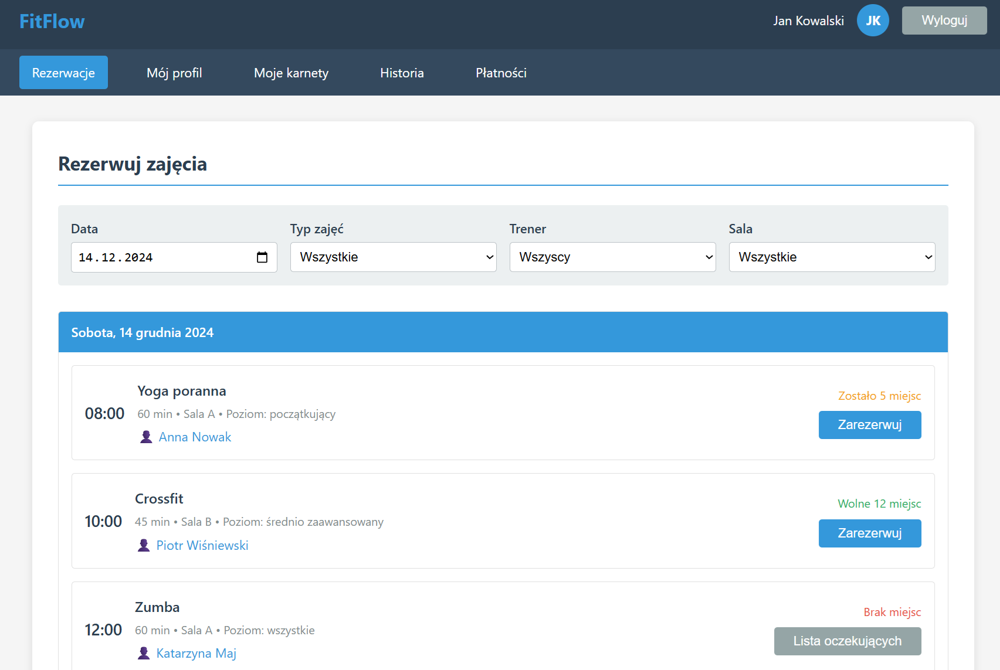 FitFlow
Jan Kowalski
JK
Wyloguj
Rezerwacje
Mój profil
Moje karnety
Historia
Płatności
Rezerwuj zajęcia
Data
Typ zajęć
Trener
Sala
14.12.2024
Wszystkie
Wszyscy
Wszystkie
Sobota, 14 grudnia 2024
08:00
Yoga poranna
60 min • Sala A • Poziom: początkujący
Anna Nowak
Zostało 5 miejsc
Zarezerwuj
10:00
Crossfit
45 min • Sala B • Poziom: średnio zaawansowany
Piotr Wiśniewski
Wolne 12 miejsc
Zarezerwuj
12:00
Zumba
60 min • Sala A • Poziom: wszystkie
Katarzyna Maj
Brak miejsc
Lista oczekujących